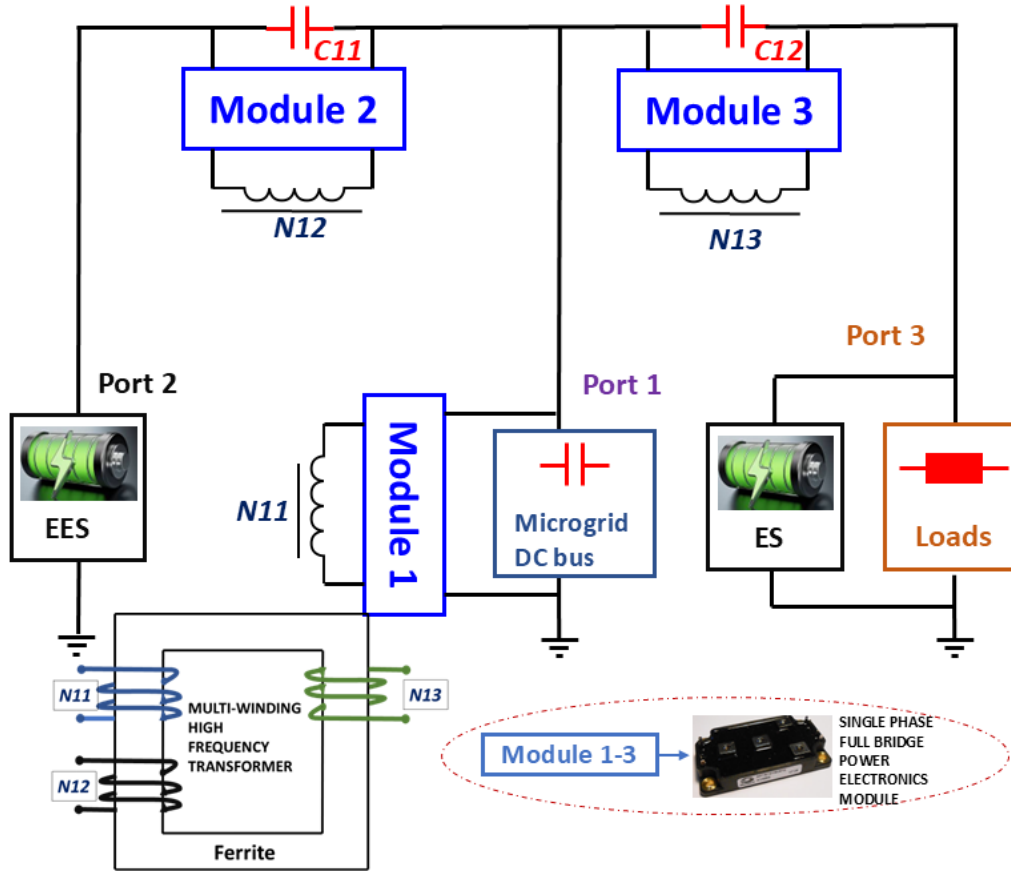 C11
C12
Module 2
Module 3
N12
N13
Port 3
Port 2
Port 1
EES
N11
Module 1
Microgrid
DC bus
ES
Loads
N11
N13
MULTI-WINDING
HIGH
FREQUENCY
TRANSFORMER
N12
Ferrite
Module 1-3
SINGLE PHASE
FULL BRIDGE
POWER
ELECTRONICS
MODULE